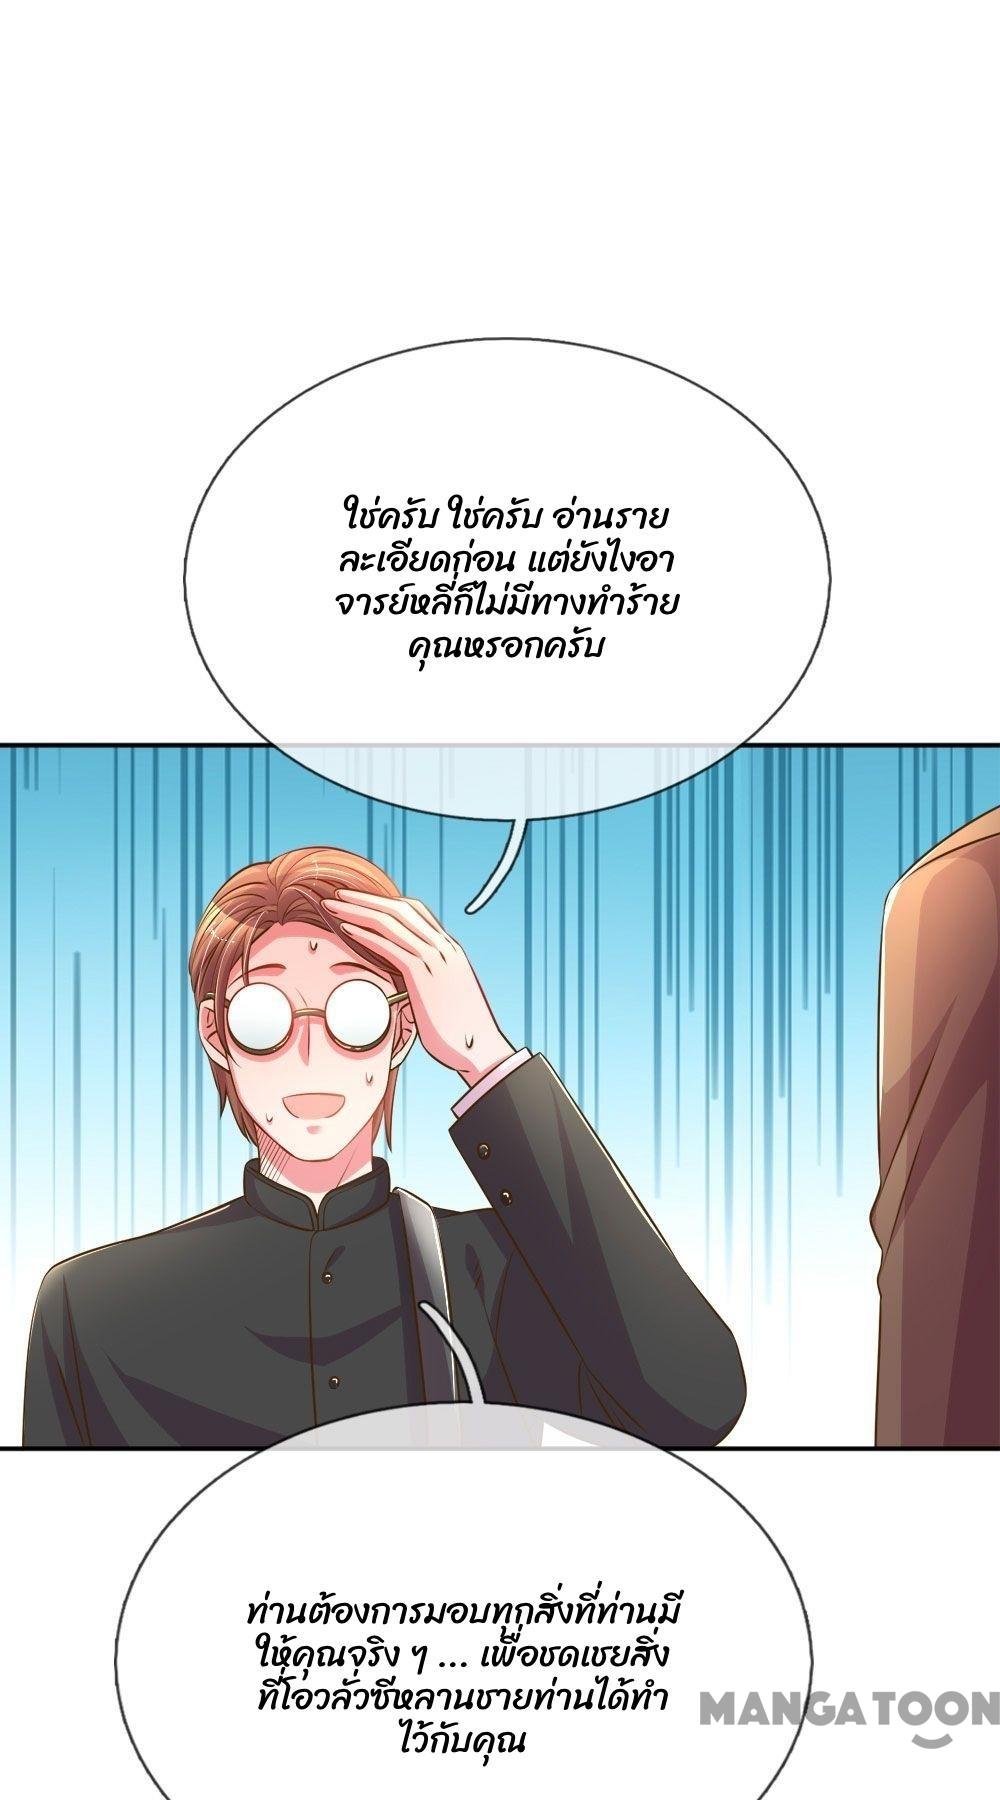 ใช่ครับ ใช่ครับ อ่านราย
ละเอียดก่อน แต่ยังไงอา
จารย์หลี่ก็ไม่มีทางทำร้าย
คุณหรอกครับ
ท่านต้องการมอบทุกสิ่งที่ท่านมี
ให้คุณจริง ๆ ... เพื่อชดเชยสิ่ง
ที่โอวลั่วซีหลานชายท่านได้ทำ
ไว้กับคุณ
MANGATOON